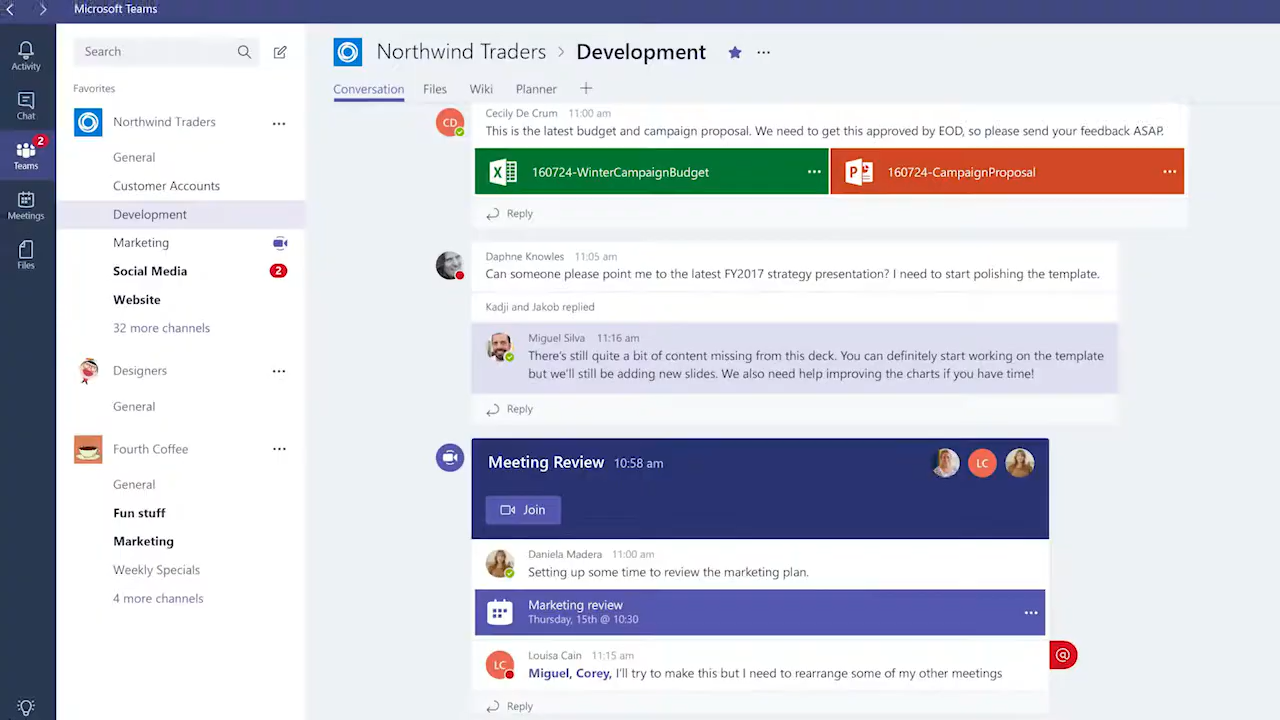 Microsoft Teams
Activity
Chat
2
Teams
Meetings
Files
Search
Favorites
Northwind Traders
General
Customer Accounts
Development
Marketing
Social Media 2
Website
32 more channels
Designers
General
Fourth Coffee
General
Fun stuff
Marketing
Weekly Specials
4 more channels
Northwind Traders > Development
Conversation Files Wiki Planner
CD
Cecily De Crum 11:00 am
This is the latest budget and campaign proposal. We need to get this approved by EOD, so please send your feedback ASAP.
160724-WinterCampaignBudget
160724-CampaignProposal
Reply
Daphne Knowles 11:05 am
Can someone please point me to the latest FY2017 strategy presentation? I need to start polishing the template.
Kadji and Jakob replied
Miguel Silva 11:16 am
There's still quite a bit of content missing from this deck. You can definitely start working on the template
but we'll still be adding new slides. We also need help improving the charts if you have time!
Reply
Meeting Review 10:58 am
LC
Join
Daniela Madera 11:00 am
Setting up some time to review the marketing plan.
Marketing review
Thursday, 15th @ 10:30
LC
Louisa Cain 11:15 am
Miguel, Corey, I'll try to make this but I need to rearrange some of my other meetings
@
Reply